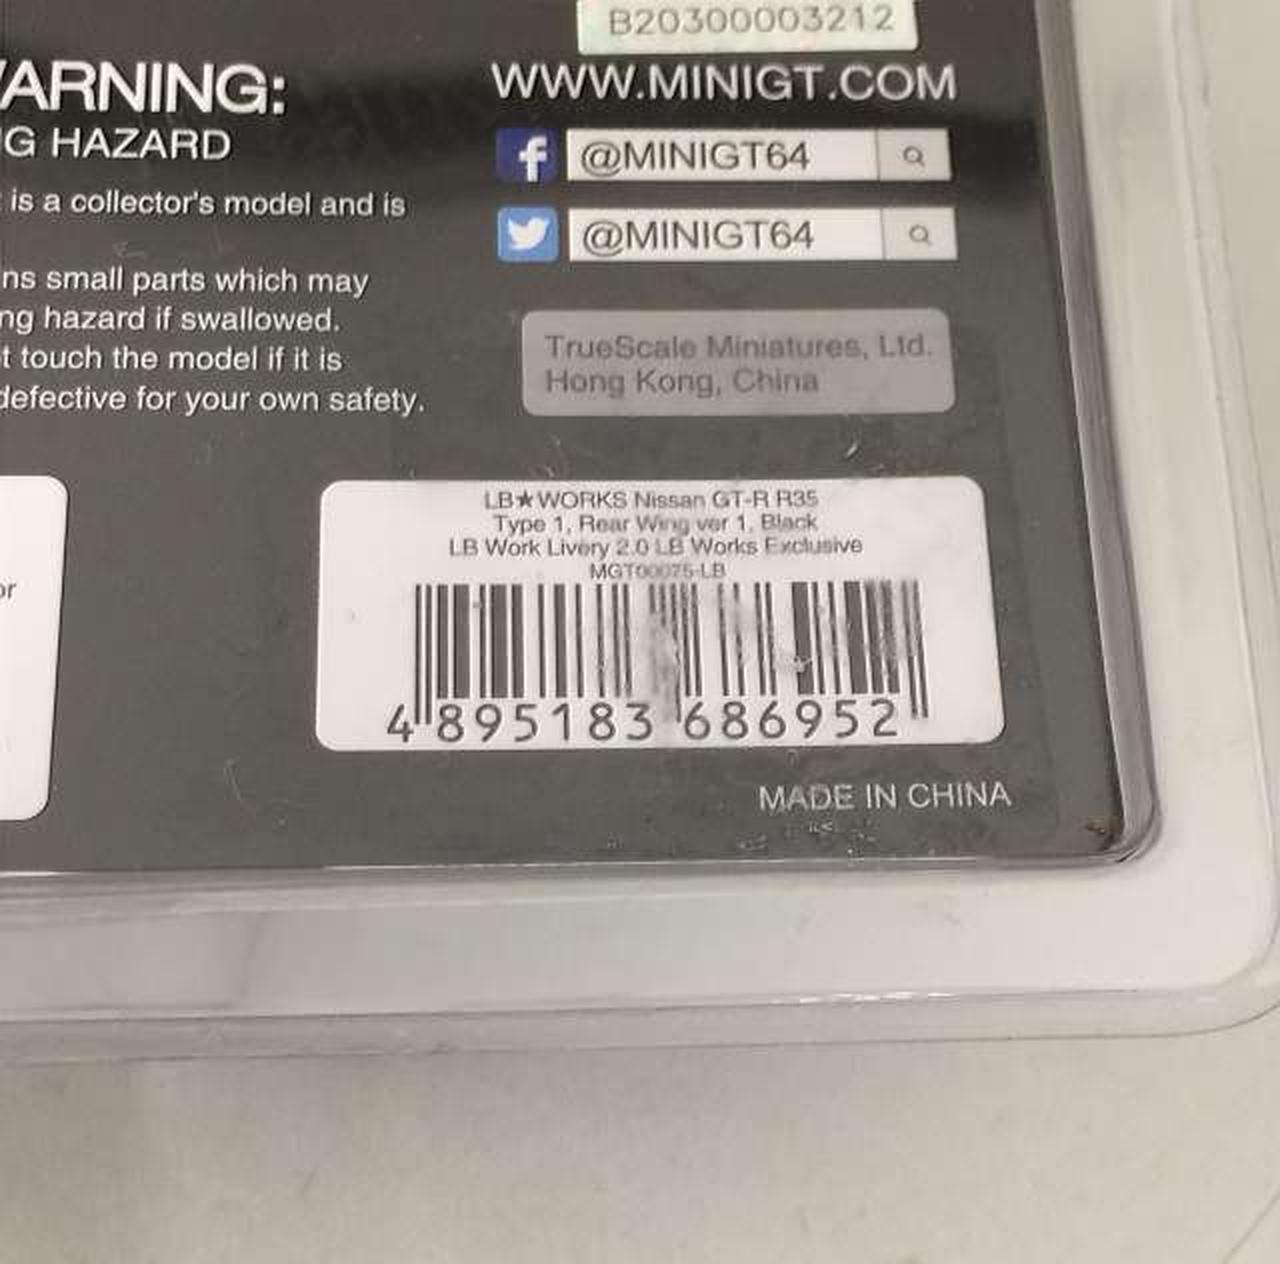 B20300003212
WARNING:
WWW.MINIGT.COM
HAZARD
@MINIGT64
is a collector's model and is
@MINIGT64
small parts which may
hazard if swallowed.
touch the model if it is
defective for your own safety.
TrueScale Miniatures, Ltd.
Hong Kong, China
LB★WORKS Nissan GT-R R35
Type 1, Rear Wing ver 1, Black
LB Work Livery 2.0 LB Works Exclusive
MGT00075-LB
4 895183 686952
MADE IN CHINA